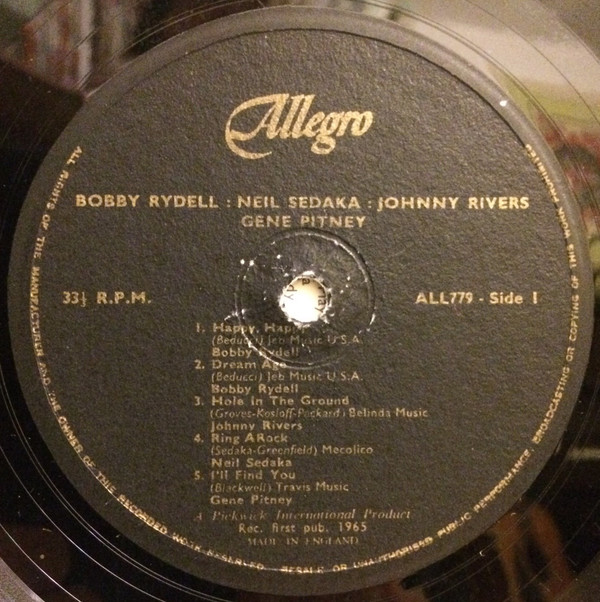 Allegro
BOBBY RYDELL : NEIL SEDAKA : JOHNNY RIVERS
GENE PITNEY
33⅓ R.P.M.
ALL779 - Side 1
1. Happy, Happy
(Beducci) Jeb Music U.S.A.
Bobby Rydell
2. Dream Age
(Beducci) Jeb Music U.S.A.
Bobby Rydell
3. Hole In The Ground
(Groves-Kosloff-Packard) Belinda Music
Johnny Rivers
4. Ring A Rock
(Sedaka-Greenfield) Mecolico
Neil Sedaka
5. I'll Find You
(Blackwell) Travis Music
Gene Pitney
A Pickwick International Product
Rec. first pub. 1965
MADE IN ENGLAND
ALL RIGHTS OF THE MANUFACTURER AND THE OWNER OF THE RECORDED WORK RESERVED. RESALE OR UNAUTHORISED PUBLIC PERFORMANCE, BROADCASTING OR COPYING OF THIS PROHIBITED